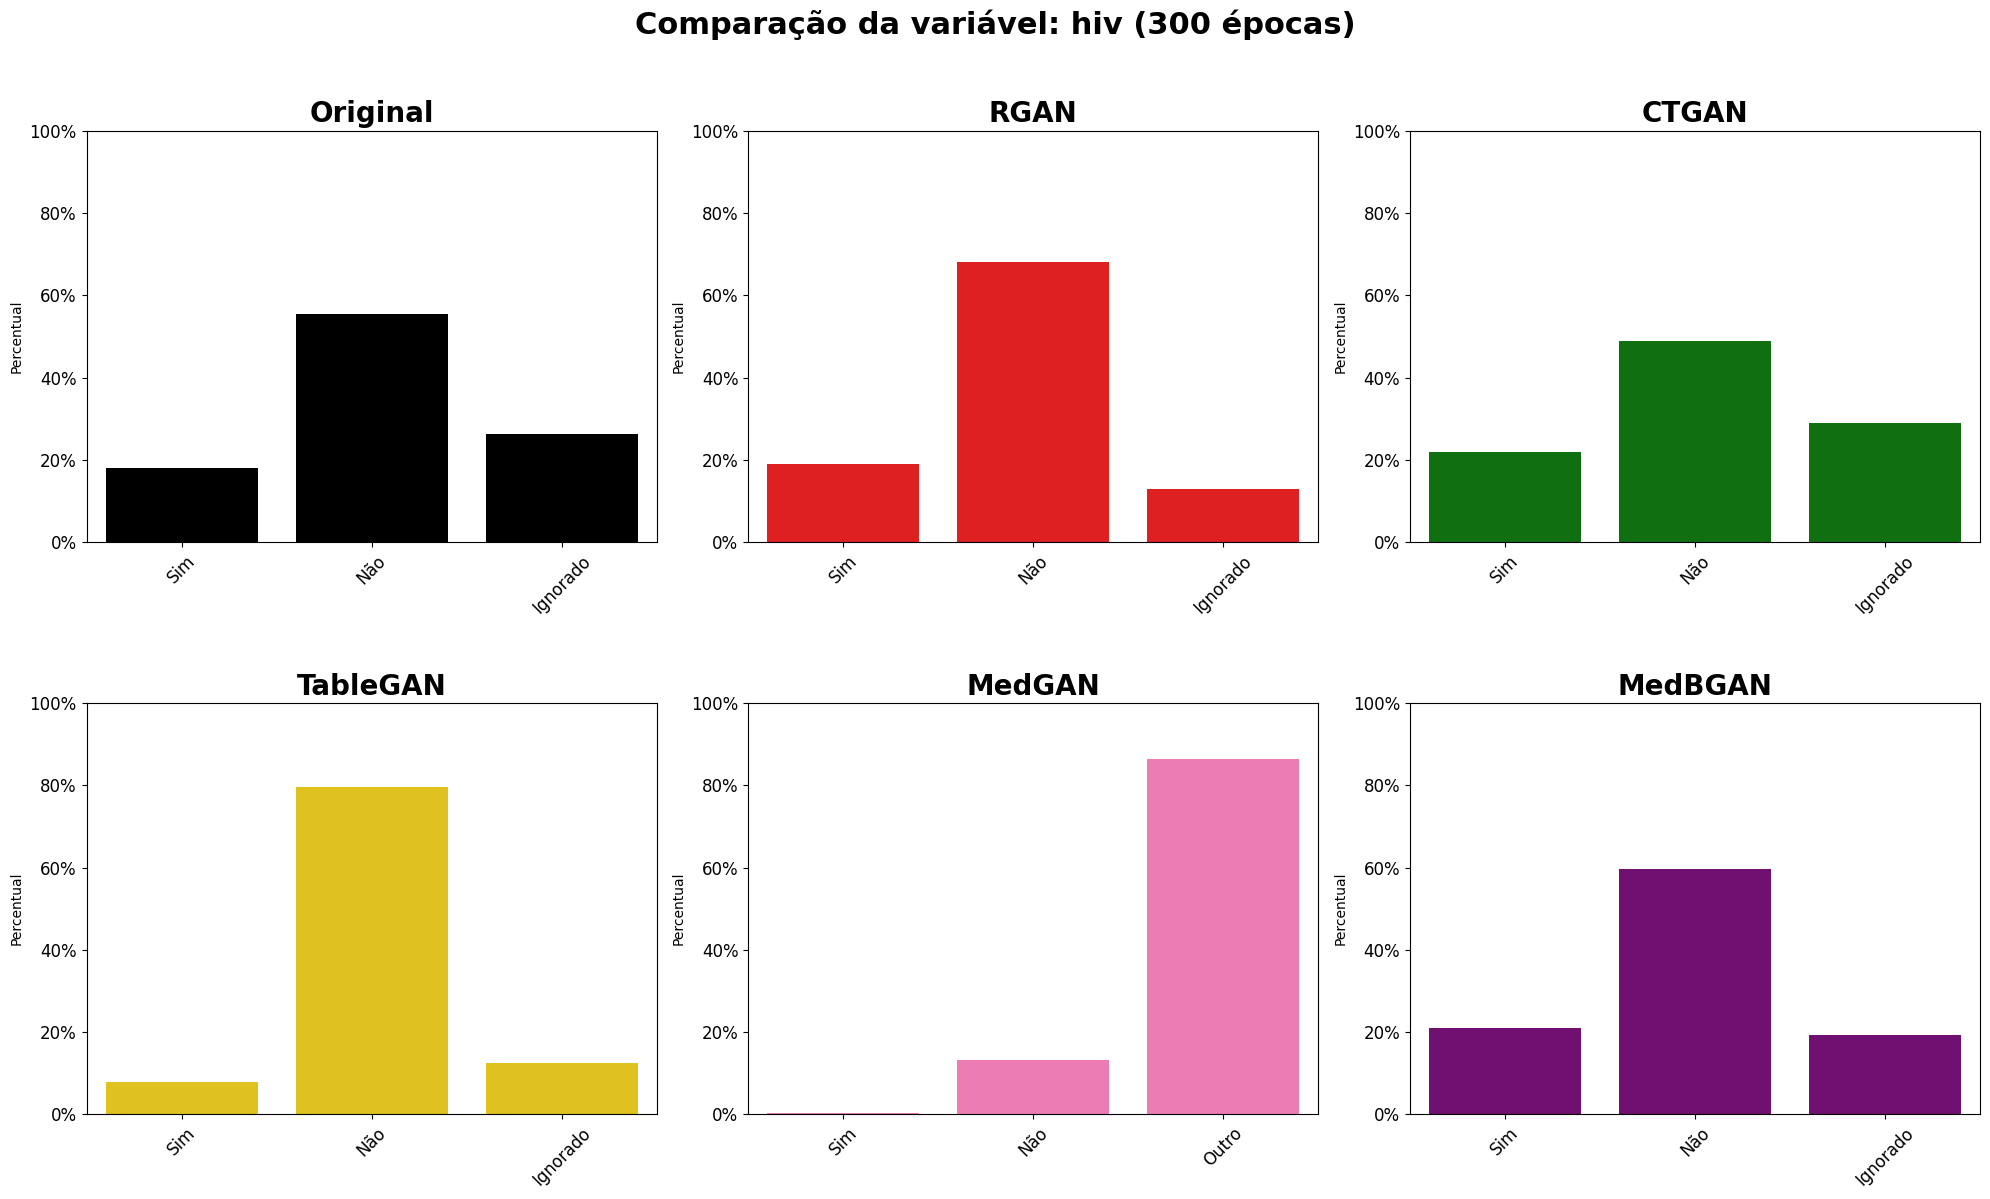 Comparação da variável: hiv (300 épocas)
Original
100%
80%
60%
40%
20%
0%
Percentual
Sim
Não
Ignorado
RGAN
100%
80%
60%
40%
20%
0%
Percentual
Sim
Não
Ignorado
CTGAN
100%
80%
60%
40%
20%
0%
Percentual
Sim
Não
Ignorado
TableGAN
100%
80%
60%
40%
20%
0%
Percentual
Sim
Não
Ignorado
MedGAN
100%
80%
60%
40%
20%
0%
Percentual
Sim
Não
Outro
MedBGAN
100%
80%
60%
40%
20%
0%
Percentual
Sim
Não
Ignorado